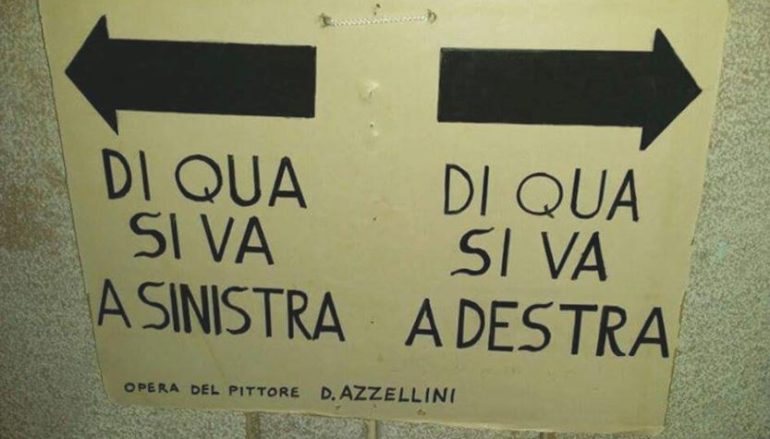 DI QUA
SI VA
A SINISTRA
DI QUA
SI VA
A DESTRA
OPERA DEL PITTORE D. AZZELLINI